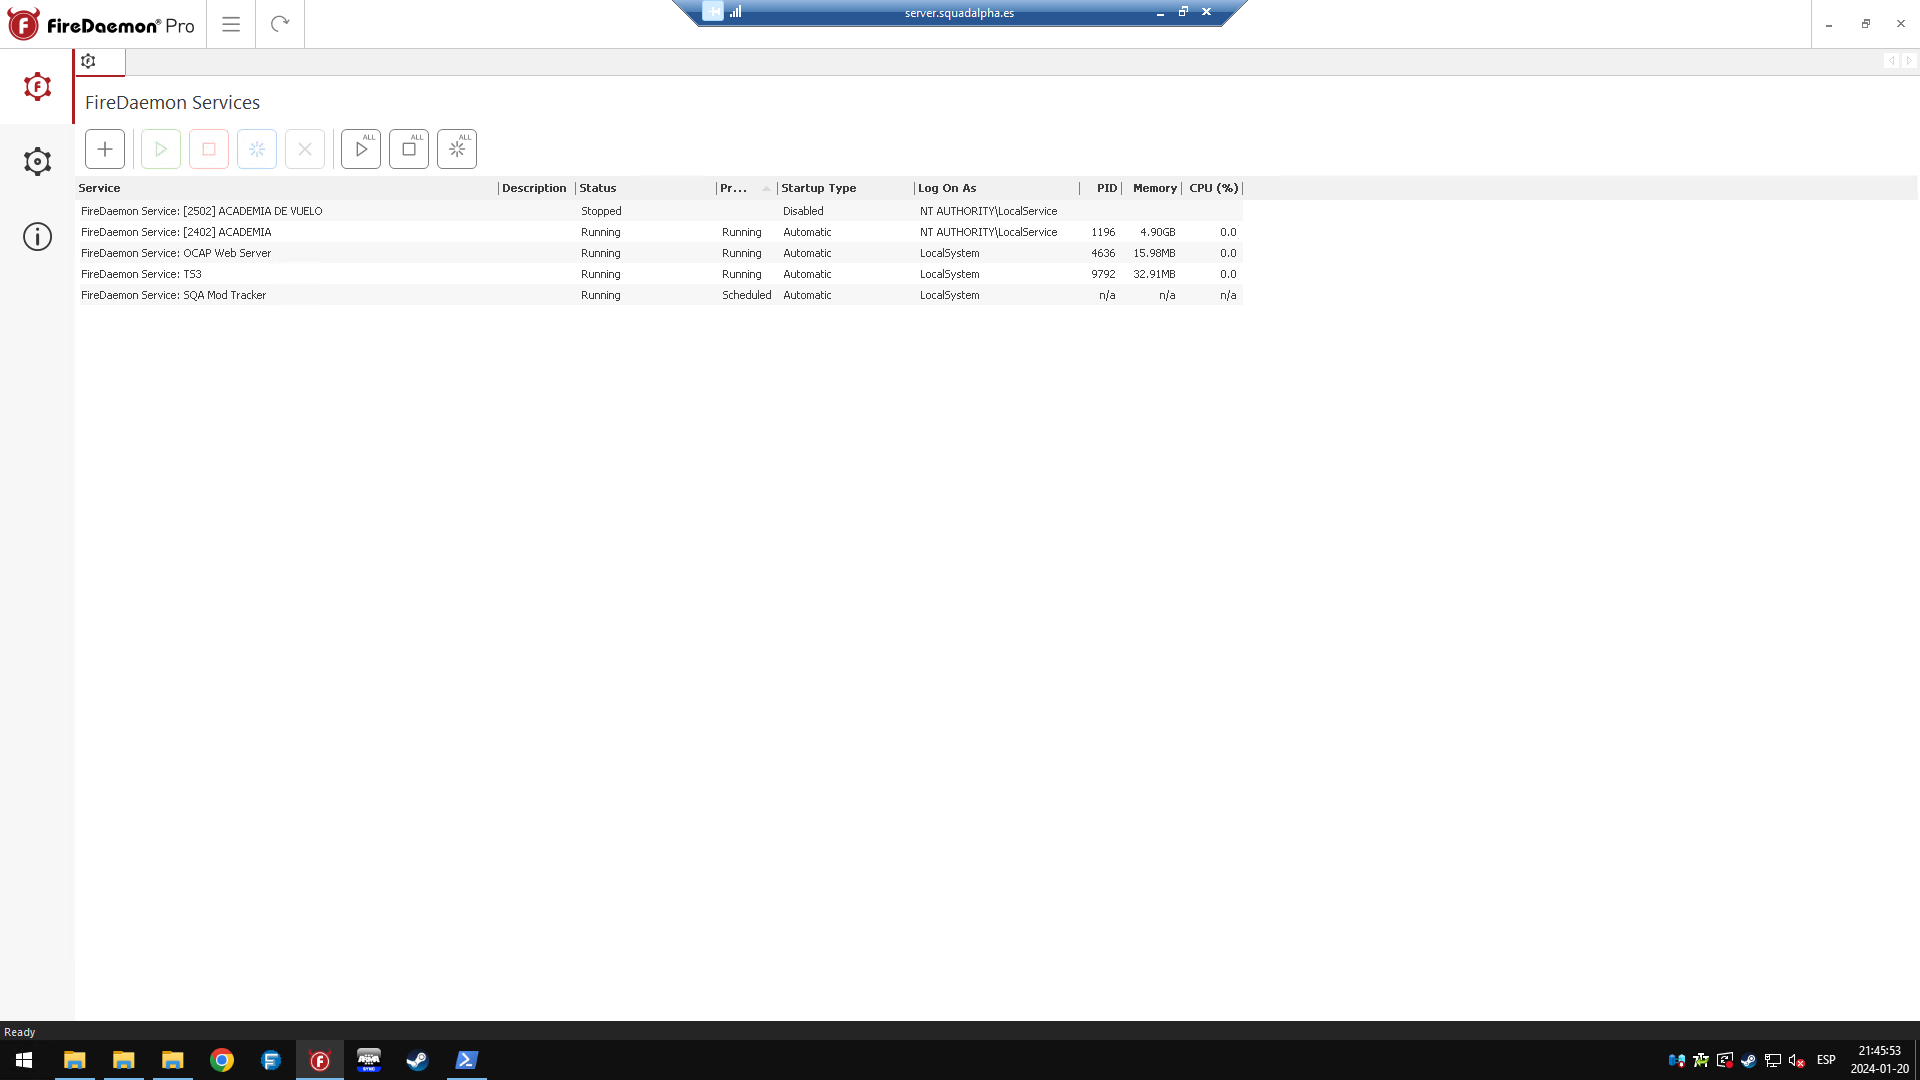 FireDaemon® Pro
server.squadalpha.es
FireDaemon Services
ALL ALL ALL
Service Description Status Pr... Startup Type Log On As PID Memory CPU (%)
FireDaemon Service: [2502] ACADEMIA DE VUELO Stopped Disabled NT AUTHORITY\LocalService
FireDaemon Service: [2402] ACADEMIA Running Running Automatic NT AUTHORITY\LocalService 1196 4.90GB 0.0
FireDaemon Service: OCAP Web Server Running Running Automatic LocalSystem 4636 15.98MB 0.0
FireDaemon Service: TS3 Running Running Automatic LocalSystem 9792 32.91MB 0.0
FireDaemon Service: SQA Mod Tracker Running Scheduled Automatic LocalSystem n/a n/a n/a
Ready
SYNC
ESP
21:45:53
2024-01-20